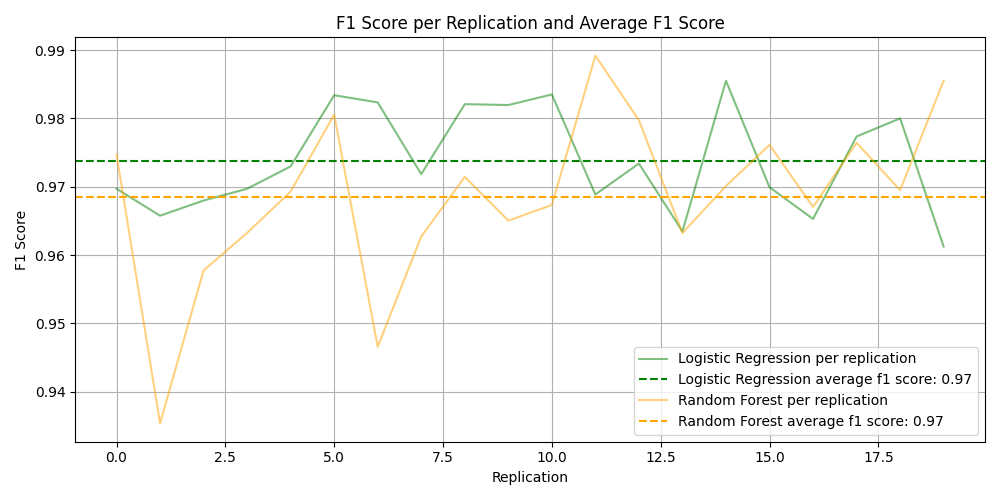 F1 Score per Replication and Average F1 Score
F1 Score
0.99
0.98
0.97
0.96
0.95
0.94
Logistic Regression per replication
Logistic Regression average f1 score: 0.97
Random Forest per replication
Random Forest average f1 score: 0.97
0.0 2.5 5.0 7.5 10.0 12.5 15.0 17.5
Replication